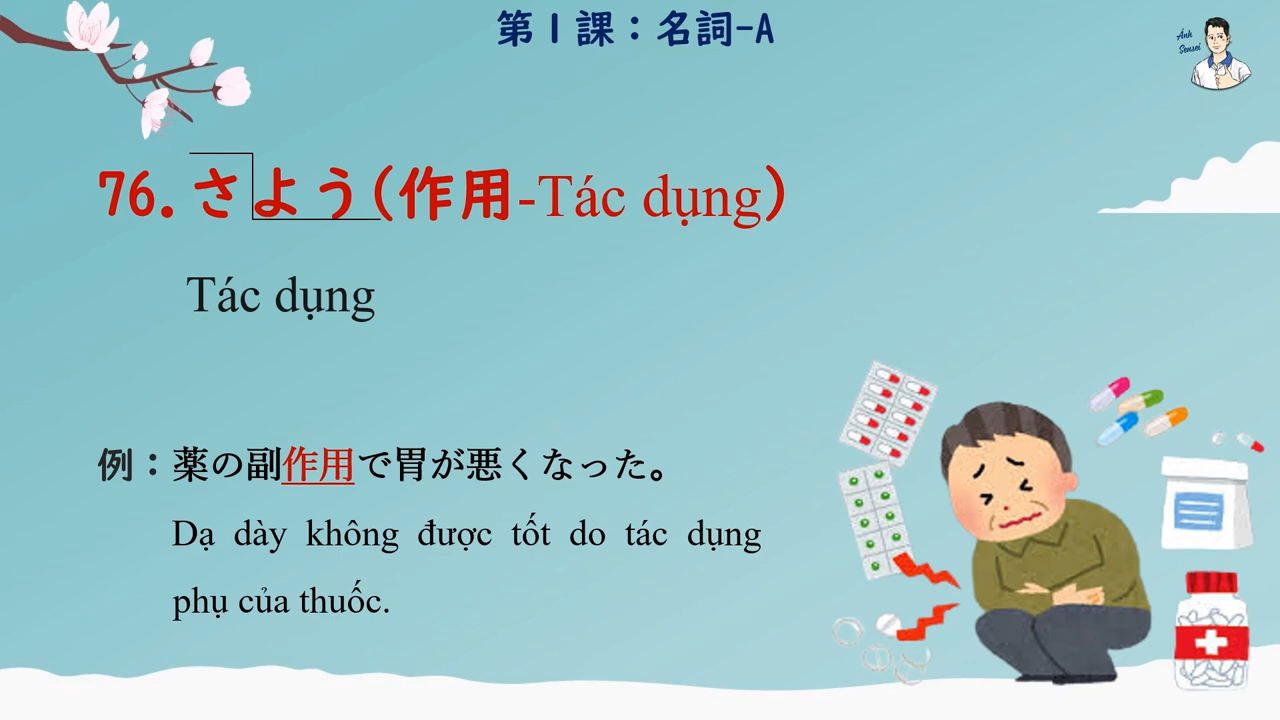 第1課:名詞-A
Anh
Sensei
76.さよう(作用-Tác dụng)
Tác dụng
例:薬の副作用で胃が悪くなった。
Dạ dày không được tốt do tác dụng
phụ của thuốc.